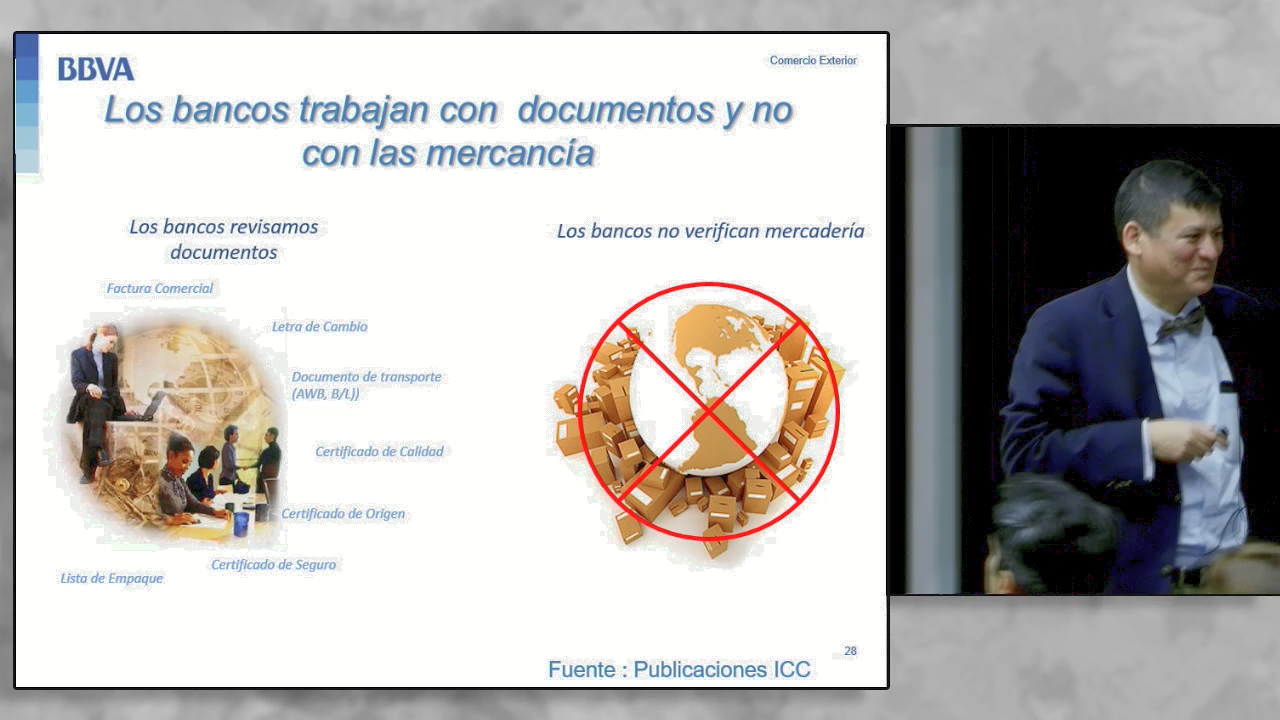 BBVA
Comercio Exterior
Los bancos trabajan con documentos y no
con las mercancía
Los bancos revisamos
documentos
Factura Comercial
Letra de Cambio
Documento de transporte
(AWB, B/L))
Certificado de Calidad
Certificado de Origen
Certificado de Seguro
Lista de Empaque
Los bancos no verifican mercadería
28
Fuente : Publicaciones ICC